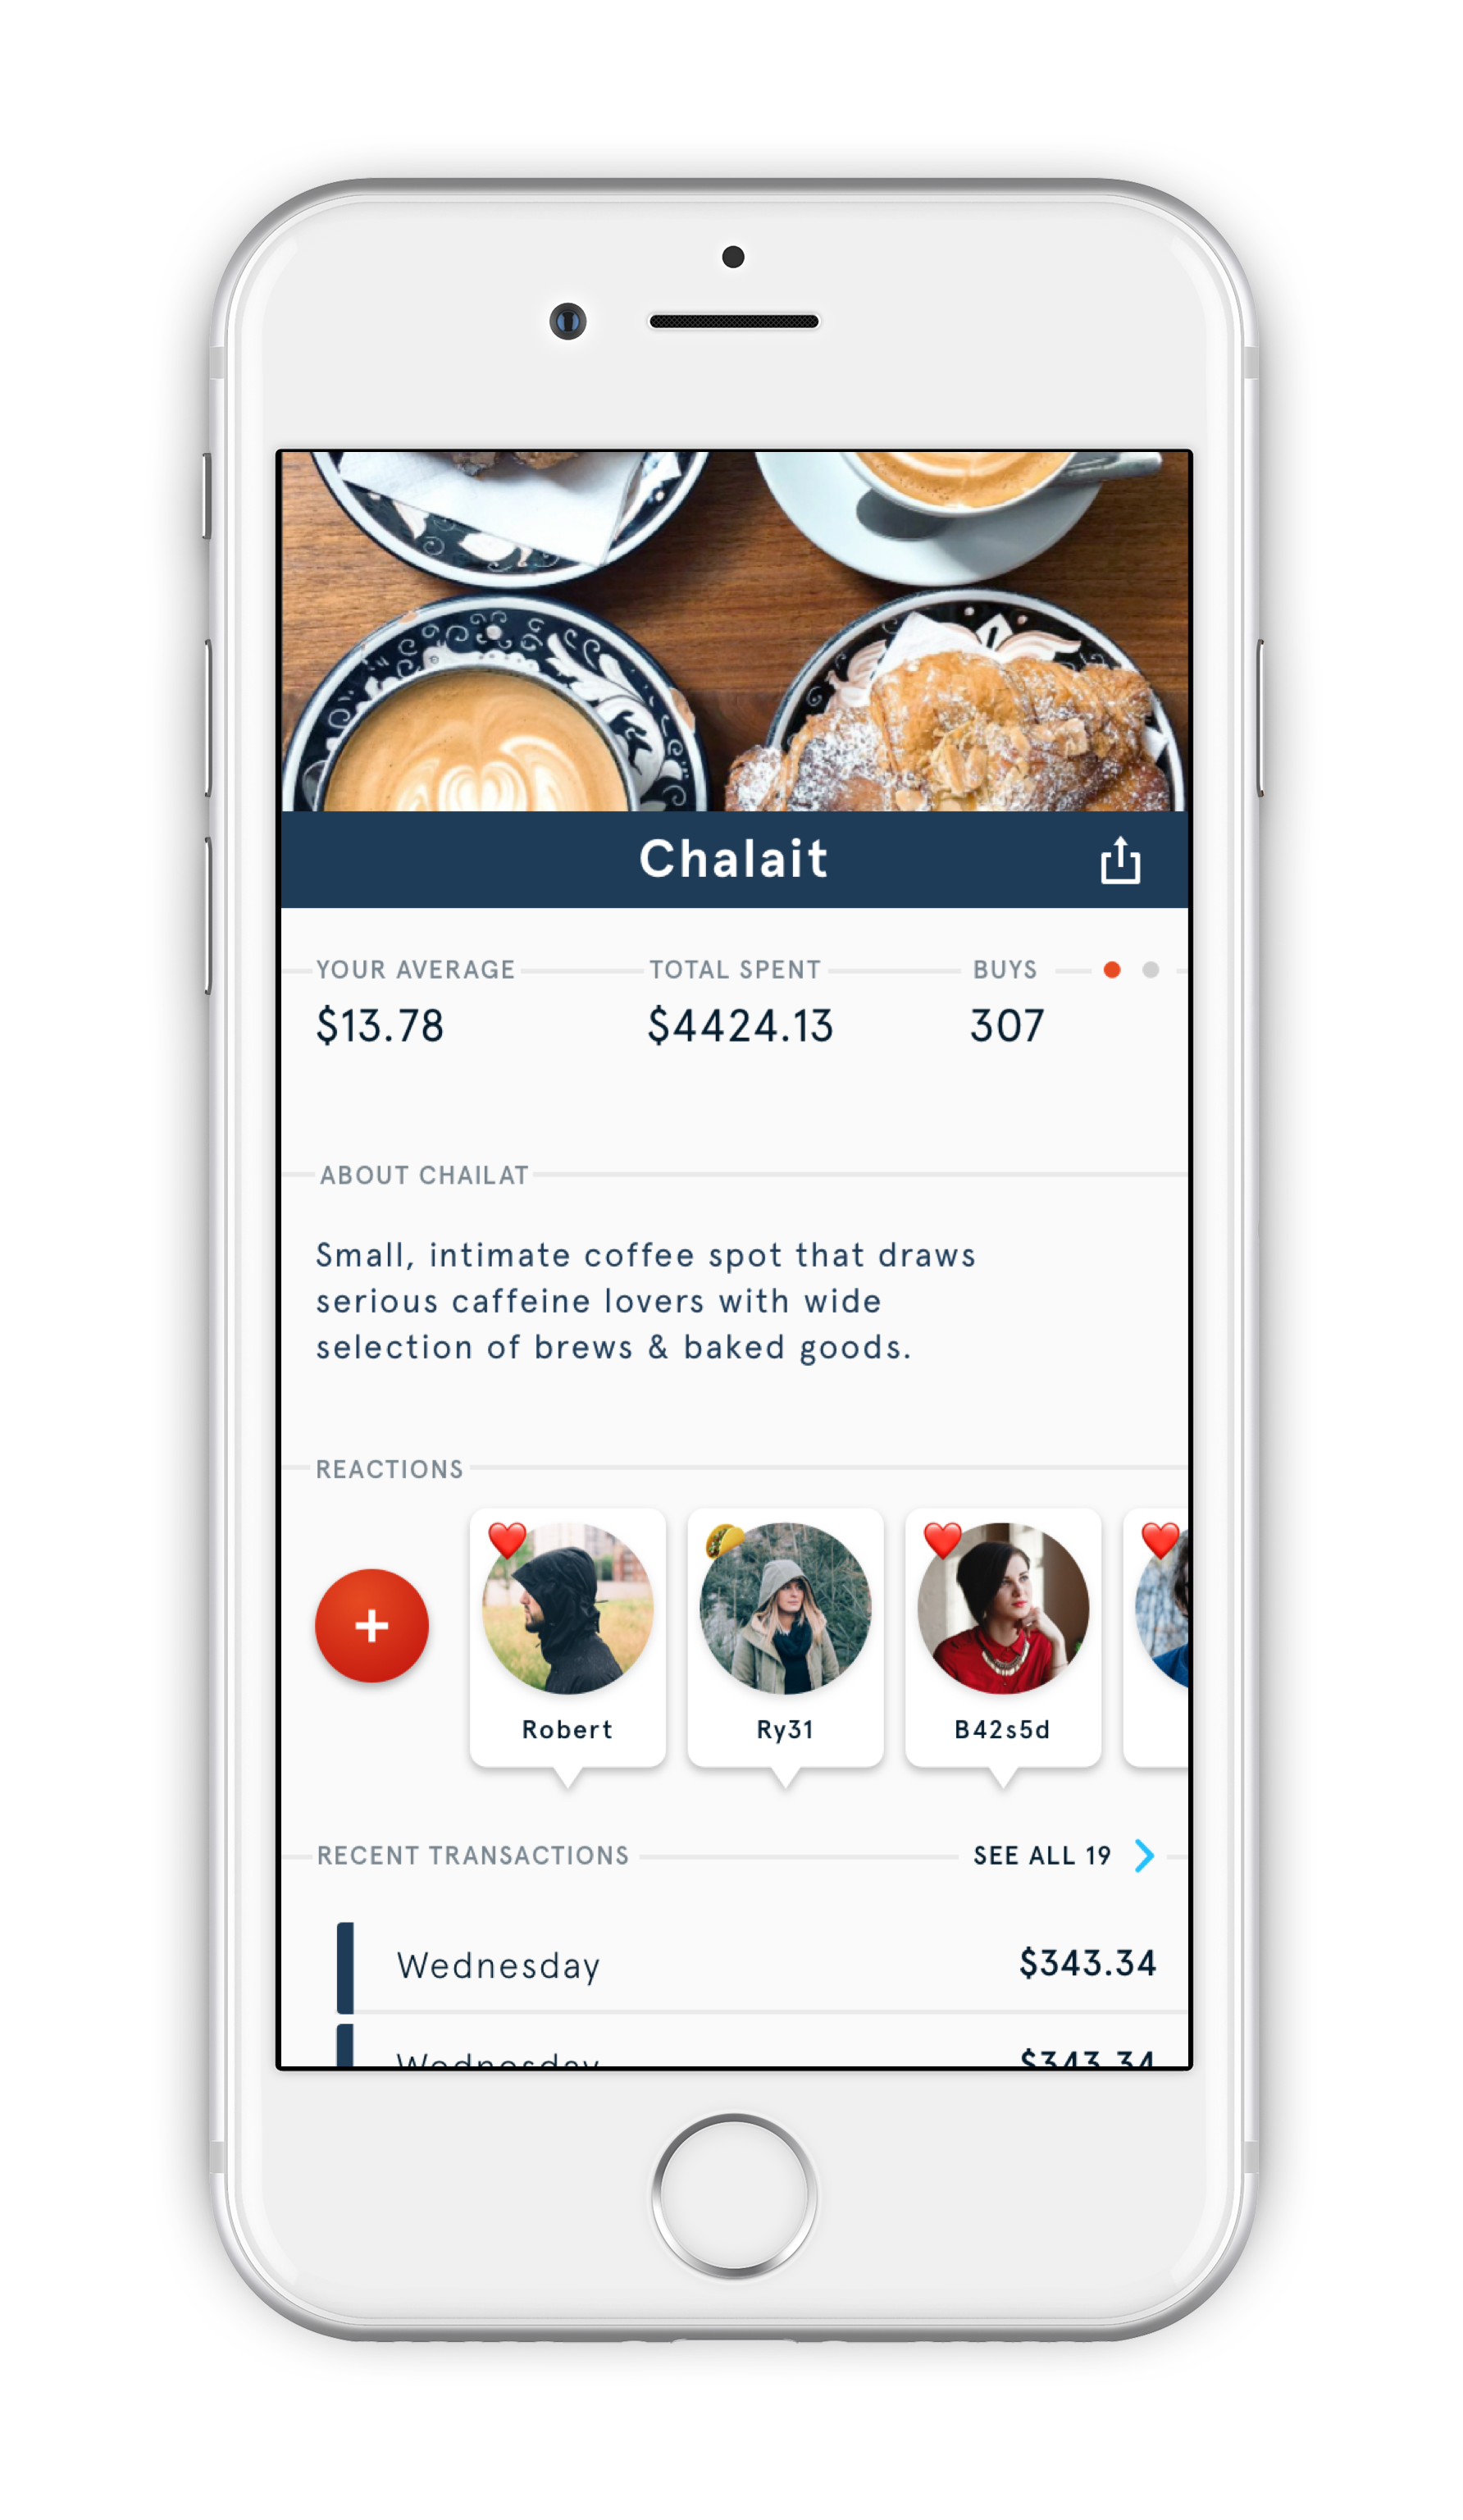 Chalait
YOUR AVERAGE TOTAL SPENT BUYS
$13.78 $4424.13 307
ABOUT CHAILAT
Small, intimate coffee spot that draws
serious caffeine lovers with wide
selection of brews & baked goods.
REACTIONS
+
Robert Ry31 B42s5d
RECENT TRANSACTIONS SEE ALL 19
Wednesday $343.34
Wednesday $343.34